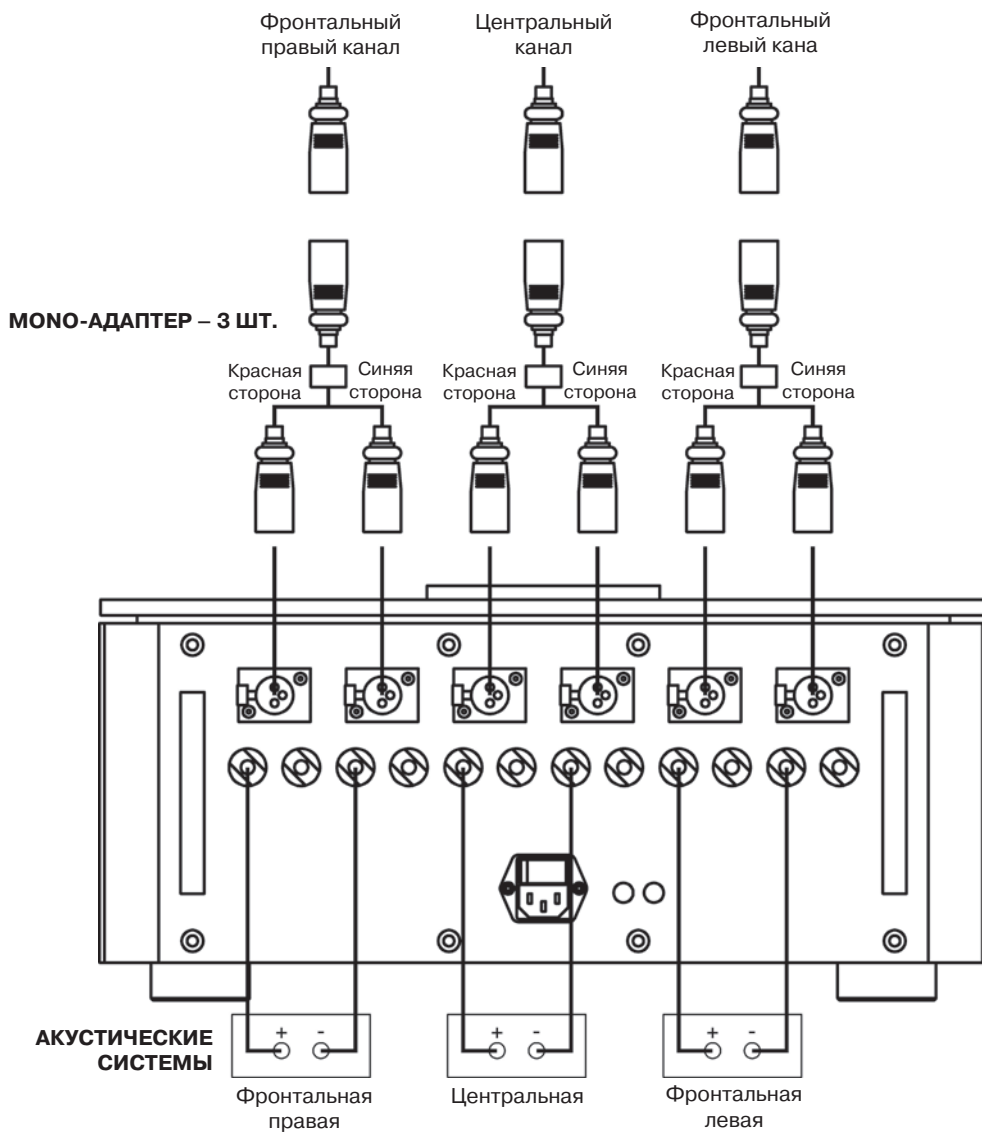 Фронтальный
правый канал
Центральный
канал
Фронтальный
левый кана
MONO-АДАПТЕР – 3 ШТ.
Красная
сторона
Синяя
сторона
Красная
сторона
Синяя
сторона
Красная
сторона
Синяя
сторона
АКУСТИЧЕСКИЕ
СИСТЕМЫ
+ -
+ -
+ -
Фронтальная
правая
Центральная
Фронтальная
левая